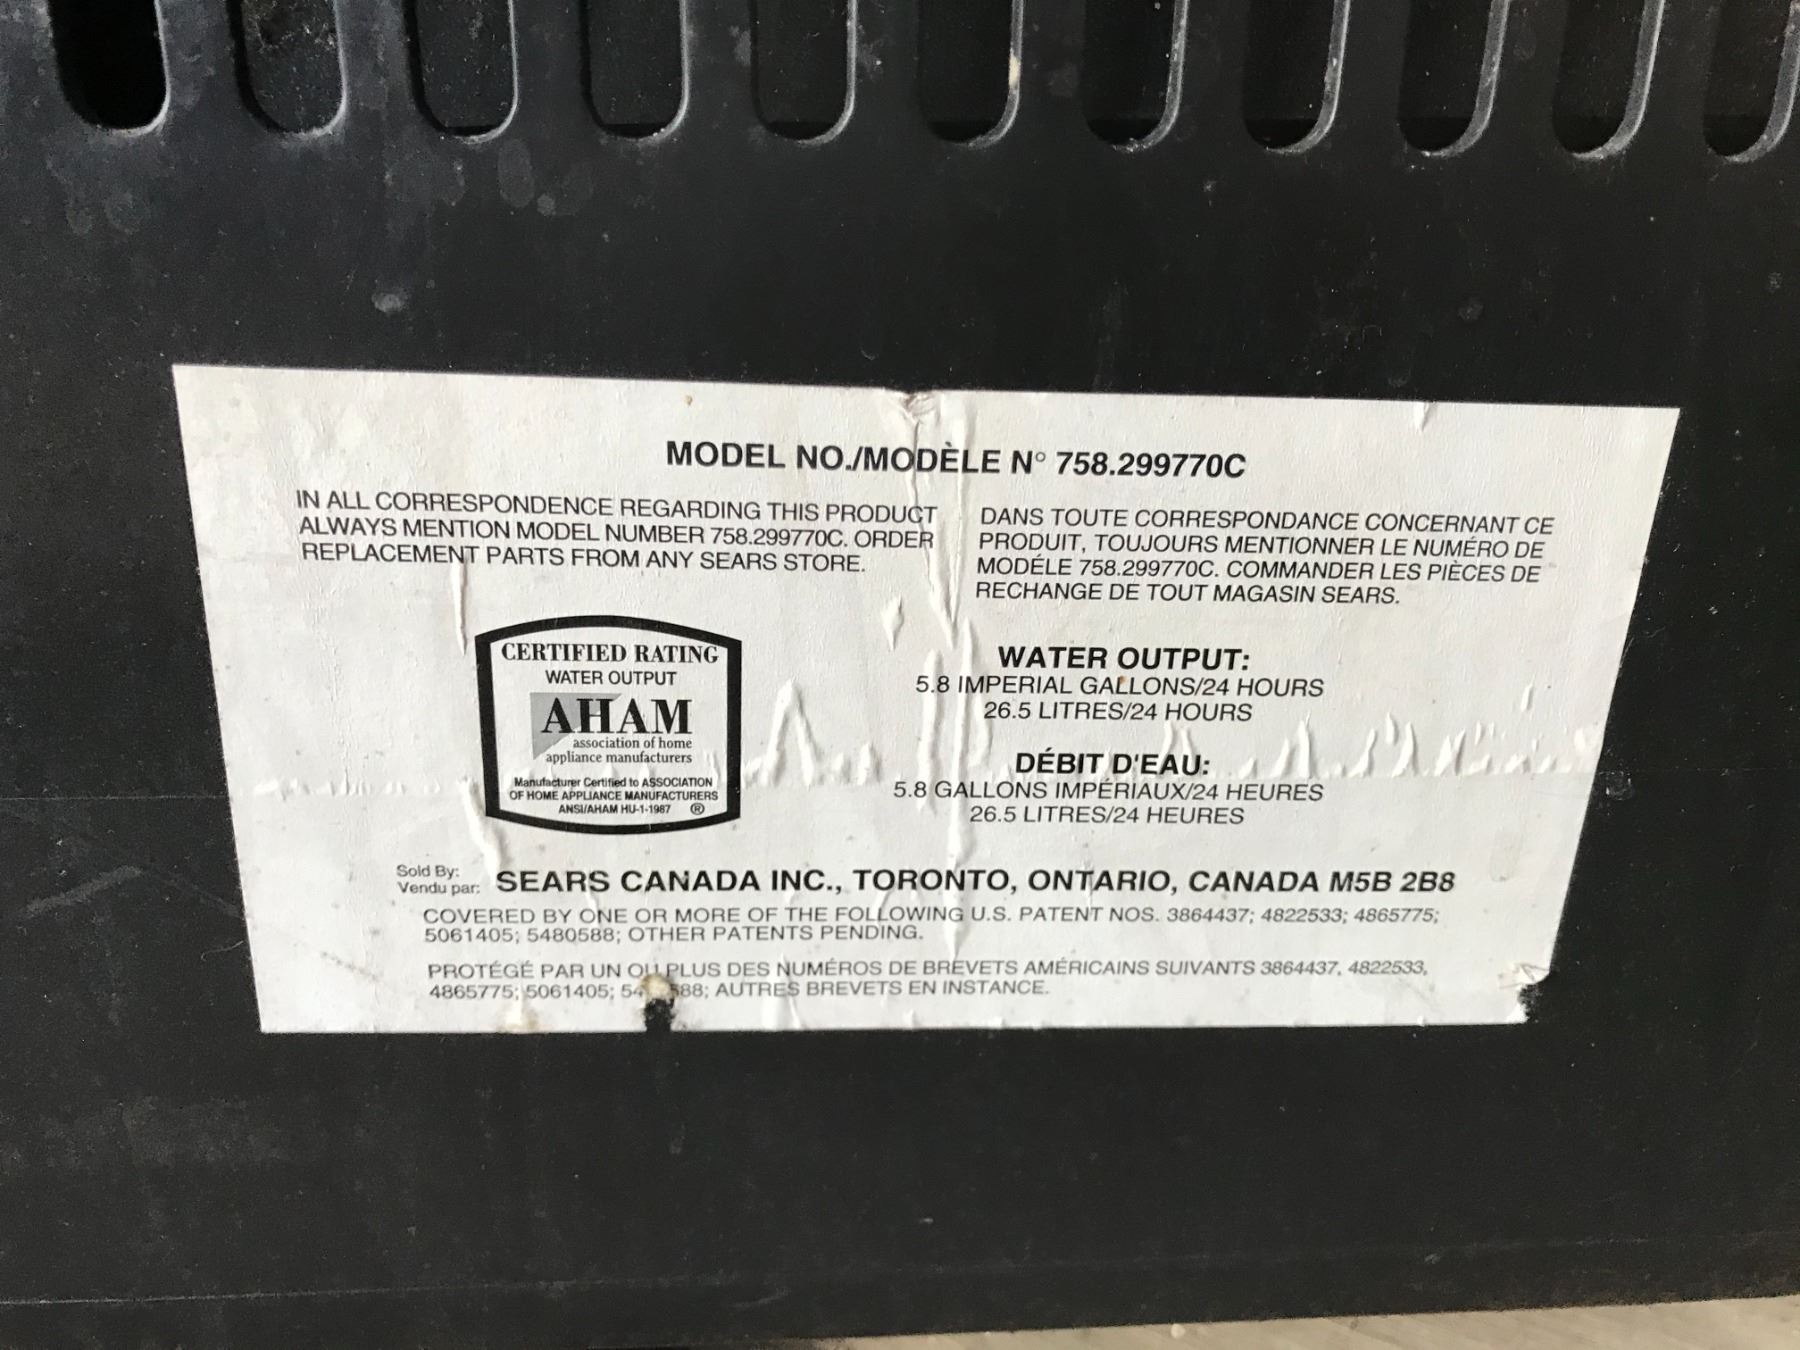 MODEL NO./MODÈLE N° 758.299770C
IN ALL CORRESPONDENCE REGARDING THIS PRODUCT
ALWAYS MENTION MODEL NUMBER 758.299770C. ORDER
REPLACEMENT PARTS FROM ANY SEARS STORE.
DANS TOUTE CORRESPONDANCE CONCERNANT CE
PRODUIT, TOUJOURS MENTIONNER LE NUMÉRO DE
MODÉLE 758.299770C. COMMANDER LES PIÈCES DE
RECHANGE DE TOUT MAGASIN SEARS.
CERTIFIED RATING
WATER OUTPUT
AHAM
association of home
appliance manufacturers
Manufacturer Certified to ASSOCIATION
OF HOME APPLIANCE MANUFACTURERS
ANSI/AHAM HU-1-1987 ®
WATER OUTPUT:
5.8 IMPERIAL GALLONS/24 HOURS
26.5 LITRES/24 HOURS
DÉBIT D'EAU:
5.8 GALLONS IMPÉRIAUX/24 HEURES
26.5 LITRES/24 HEURES
Sold By:
Vendu par: SEARS CANADA INC., TORONTO, ONTARIO, CANADA M5B 2B8
COVERED BY ONE OR MORE OF THE FOLLOWING U.S. PATENT NOS. 3864437; 4822533; 4865775;
5061405; 5480588; OTHER PATENTS PENDING.
PROTÉGÉ PAR UN OU PLUS DES NUMÉROS DE BREVETS AMÉRICAINS SUIVANTS 3864437, 4822533,
4865775; 5061405; 54 588; AUTRES BREVETS EN INSTANCE.